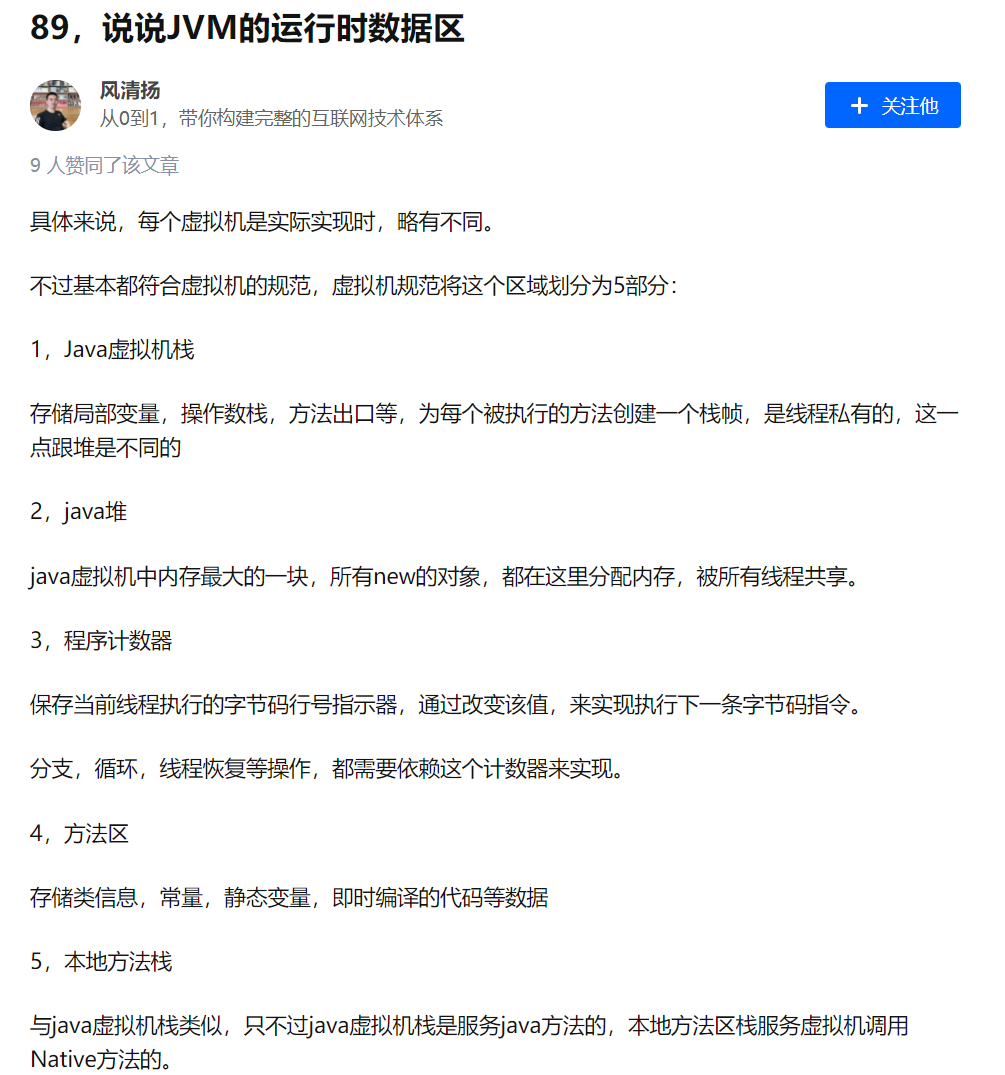 89，说说JVM的运行时数据区
风清扬
从0到1，带你构建完整的互联网技术体系
+ 关注他
9 人赞同了该文章
具体来说，每个虚拟机是实际实现时，略有不同。
不过基本都符合虚拟机的规范，虚拟机规范将这个区域划分为5部分：
1，Java虚拟机栈
存储局部变量，操作数栈，方法出口等，为每个被执行的方法创建一个栈帧，是线程私有的，这一
点跟堆是不同的
2，java堆
java虚拟机中内存最大的一块，所有new的对象，都在这里分配内存，被所有线程共享。
3，程序计数器
保存当前线程执行的字节码行号指示器，通过改变该值，来实现执行下一条字节码指令。
分支，循环，线程恢复等操作，都需要依赖这个计数器来实现。
4，方法区
存储类信息，常量，静态变量，即时编译的代码等数据
5，本地方法栈
与java虚拟机栈类似，只不过java虚拟机栈是服务java方法的，本地方法区栈服务虚拟机调用
Native方法的。